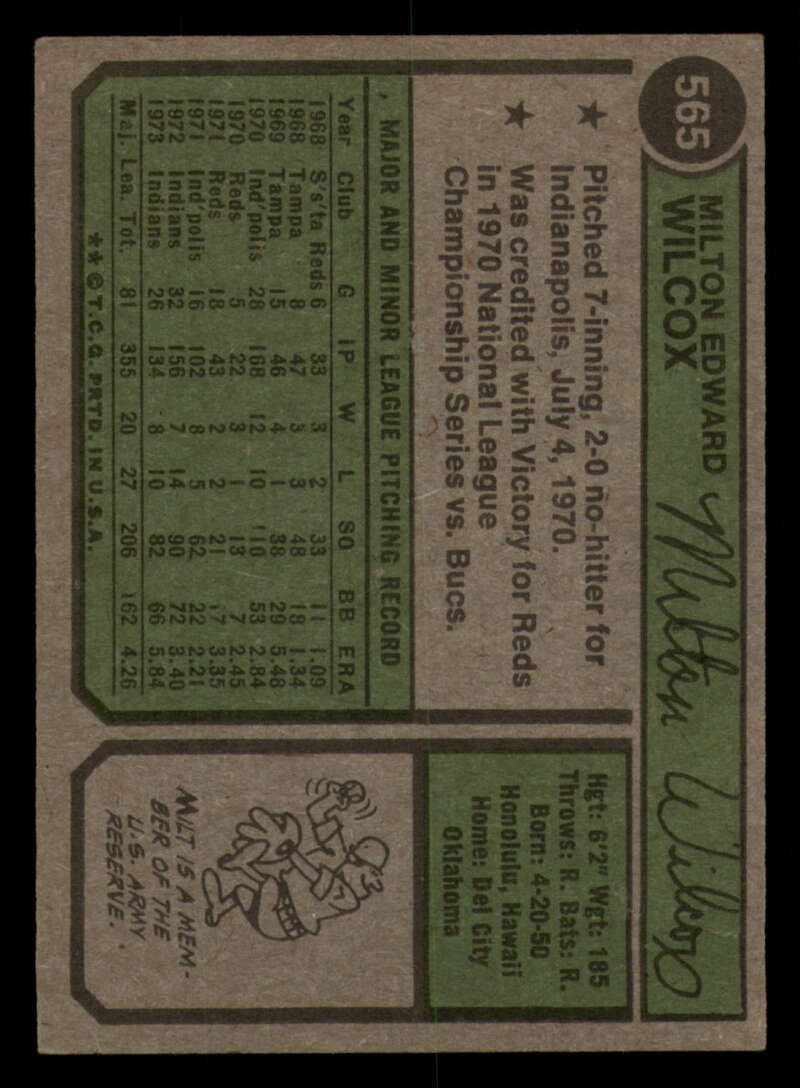 565
MILTON EDWARD
WILCOX
Milton Wilcox
★ Pitched 7-inning, 2-0 no-hitter for
Indianapolis, July 4, 1970.
★ Was credited with Victory for Reds
in 1970 National League
Championship Series vs. Bucs.
Hgt: 6'2" Wgt: 185
Throws: R. Bats: R.
Born: 4-20-50
Honolulu, Hawaii
Home: Del City
Oklahoma
, MAJOR AND MINOR LEAGUE PITCHING RECORD
Year Club G IP W L SO BB ERA
1968 S's'ta Reds 6 33 3 2 33 11 1.09
1968 Tampa 8 47 3 3 48 18 1.34
1969 Tampa 15 46 4 1 38 29 5.48
1970 Ind'polis 28 168 12 10 110 53 2.84
1970 Reds 5 22 3 1 13 7 2.45
1971 Reds 18 43 2 2 21 17 3.35
1971 Ind'polis 16 102 8 5 62 22 2.21
1972 Indians 32 156 7 14 90 72 3.40
1973 Indians 26 134 8 10 82 66 5.84
Maj. Lea. Tot. 81 355 20 27 206 162 4.26
**©T.C.G. PRTD. IN U.S.A.
MILT IS A MEM-
BER OF THE
U.S. ARMY
RESERVE.